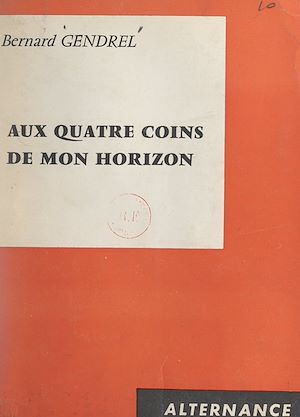 Bernard GENDREL
AUX QUATRE COINS
DE MON HORIZON
R.F
ALTERNANCE